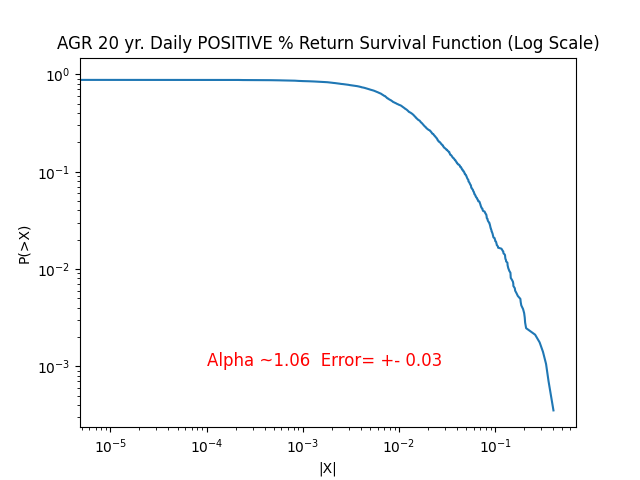 AGR 20 yr. Daily POSITIVE % Return Survival Function (Log Scale)
10⁰
10⁻¹
10⁻²
10⁻³
P(>X)
Alpha ~1.06  Error= +- 0.03
10⁻⁵ 10⁻⁴ 10⁻³ 10⁻² 10⁻¹
|X|